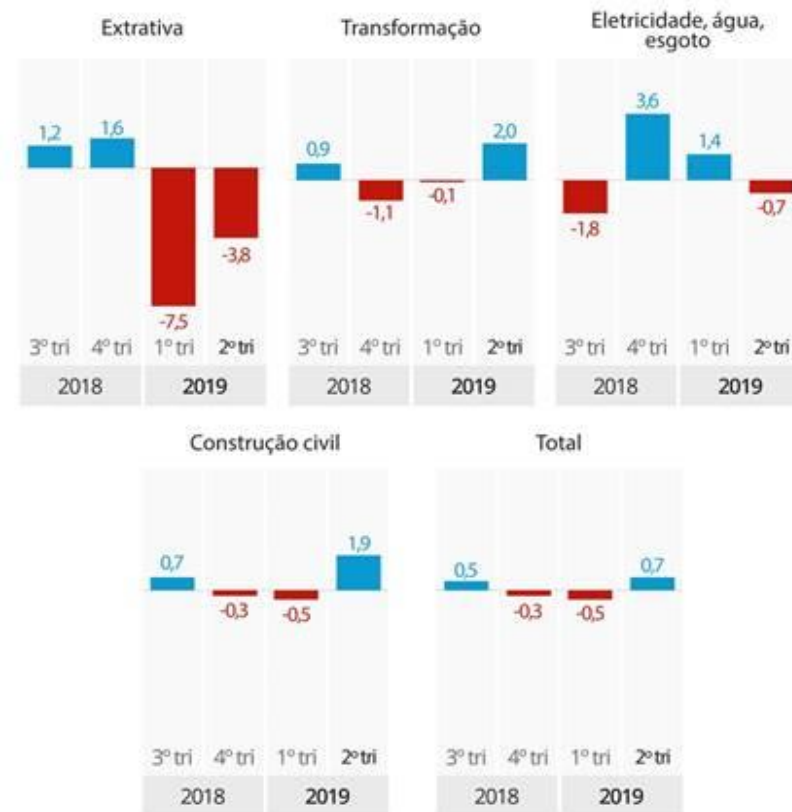 Extrativa
1,2
1,6
-7,5
-3,8
3º tri 4º tri 1º tri 2º tri
2018 2019
Transformação
0,9
-1,1
-0,1
2,0
3º tri 4º tri 1º tri 2º tri
2018 2019
Eletricidade, água,
esgoto
-1,8
3,6
1,4
-0,7
3º tri 4º tri 1º tri 2º tri
2018 2019
Construção civil
0,7
-0,3
-0,5
1,9
3º tri 4º tri 1º tri 2º tri
2018 2019
Total
0,5
-0,3
-0,5
0,7
3º tri 4º tri 1º tri 2º tri
2018 2019